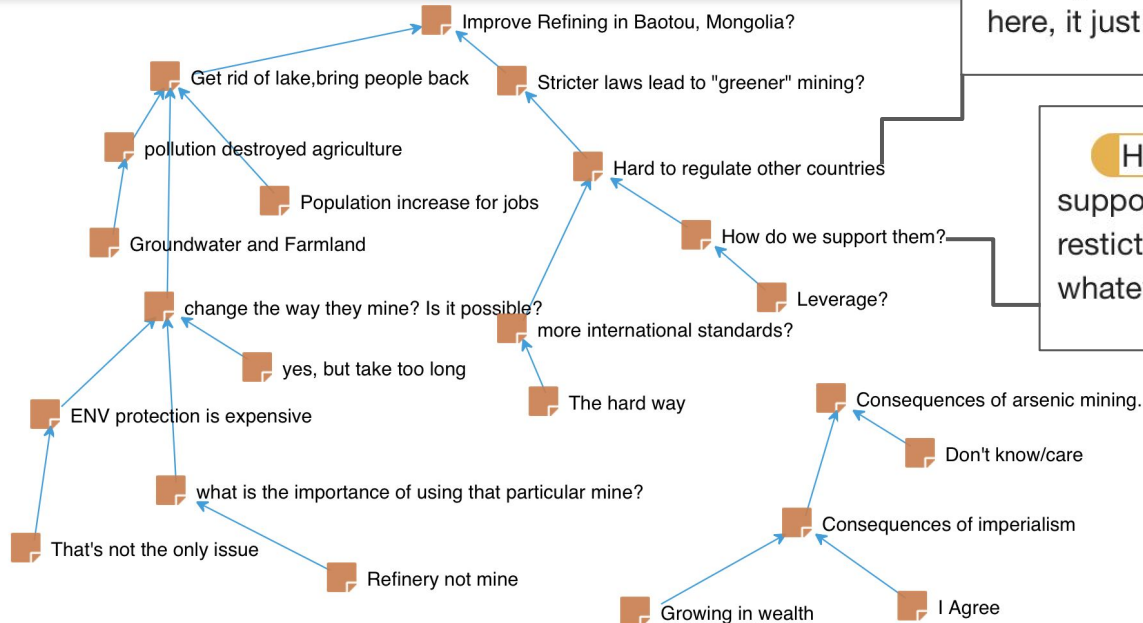 Improve Refining in Baotou, Mongolia?
here, it just
Get rid of lake,bring people back
Stricter laws lead to "greener" mining?
pollution destroyed agriculture
Hard to regulate other countries
H
Population increase for jobs
suppo
Groundwater and Farmland
How do we support them?
restict
whate
change the way they mine? Is it possible?
Leverage?
more international standards?
yes, but take too long
ENV protection is expensive
The hard way
Consequences of arsenic mining.
Don't know/care
what is the importance of using that particular mine?
Consequences of imperialism
That's not the only issue
Refinery not mine
Growing in wealth
I Agree